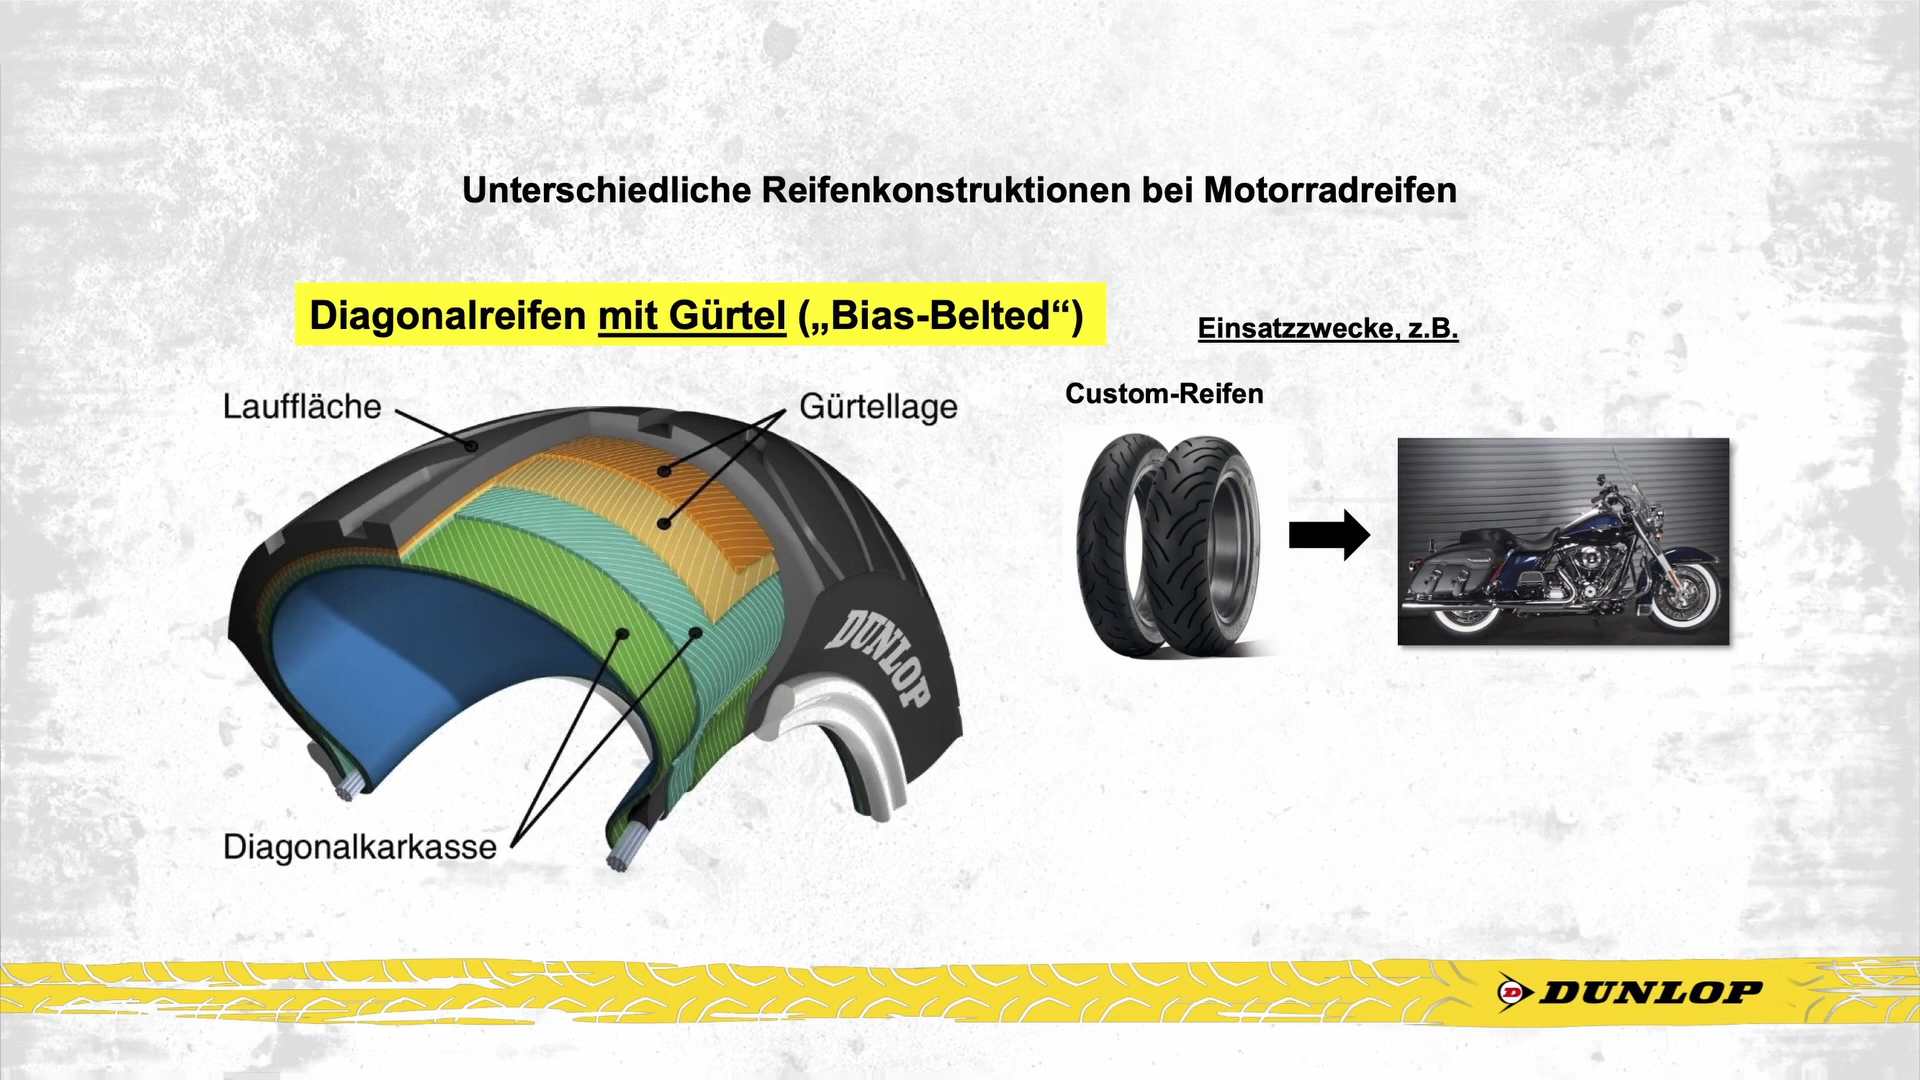 Unterschiedliche Reifenkonstruktionen bei Motorradreifen
Diagonalreifen mit Gürtel („Bias-Belted“)
Einsatzzwecke, z.B.
Lauffläche
Gürtellage
Custom-Reifen
DUNLOP
Diagonalkarkasse
D DUNLOP